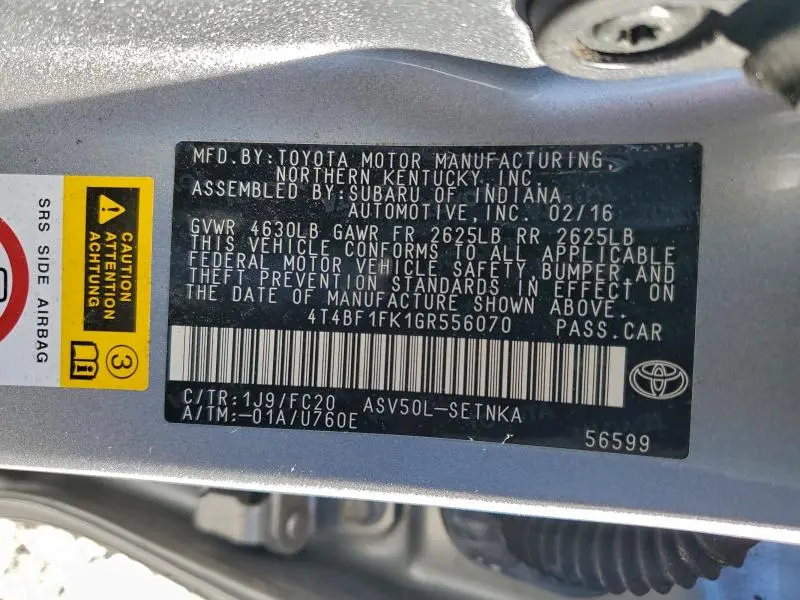 MFD.BY:TOYOTA MOTOR MANUFACTURING,
NORTHERN KENTUCKY,INC.
ASSEMBLED BY:SUBARU OF INDIANA
AUTOMOTIVE,INC. 02/16
GVWR 4630LB GAWR FR 2625LB RR 2625LB
THIS VEHICLE CONFORMS TO ALL APPLICABLE
FEDERAL MOTOR VEHICLE SAFETY,BUMPER AND
THEFT PREVENTION STANDARDS IN EFFECT ON
THE DATE OF MANUFACTURE SHOWN ABOVE.
4T4BF1FK1GR556070 PASS.CAR
C/TR:1J9/FC20 ASV50L-SETNKA
A/TM:-01A/U760E
56599
SRS SIDE AIRBAG
CAUTION
ATTENTION
ACHTUNG
3